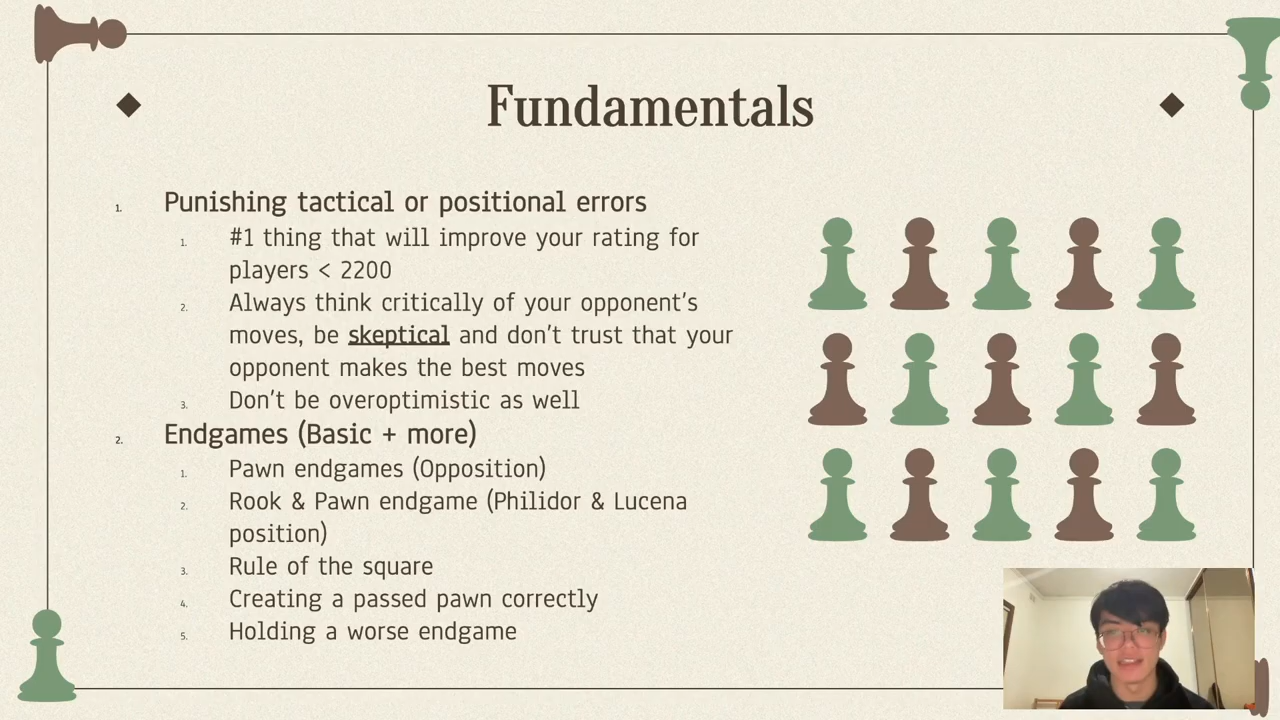 Fundamentals
1. Punishing tactical or positional errors
1. #1 thing that will improve your rating for
players < 2200
2. Always think critically of your opponent's
moves, be skeptical and don't trust that your
opponent makes the best moves
3. Don't be overoptimistic as well
2. Endgames (Basic + more)
1. Pawn endgames (Opposition)
2. Rook & Pawn endgame (Philidor & Lucena
position)
3. Rule of the square
4. Creating a passed pawn correctly
5. Holding a worse endgame